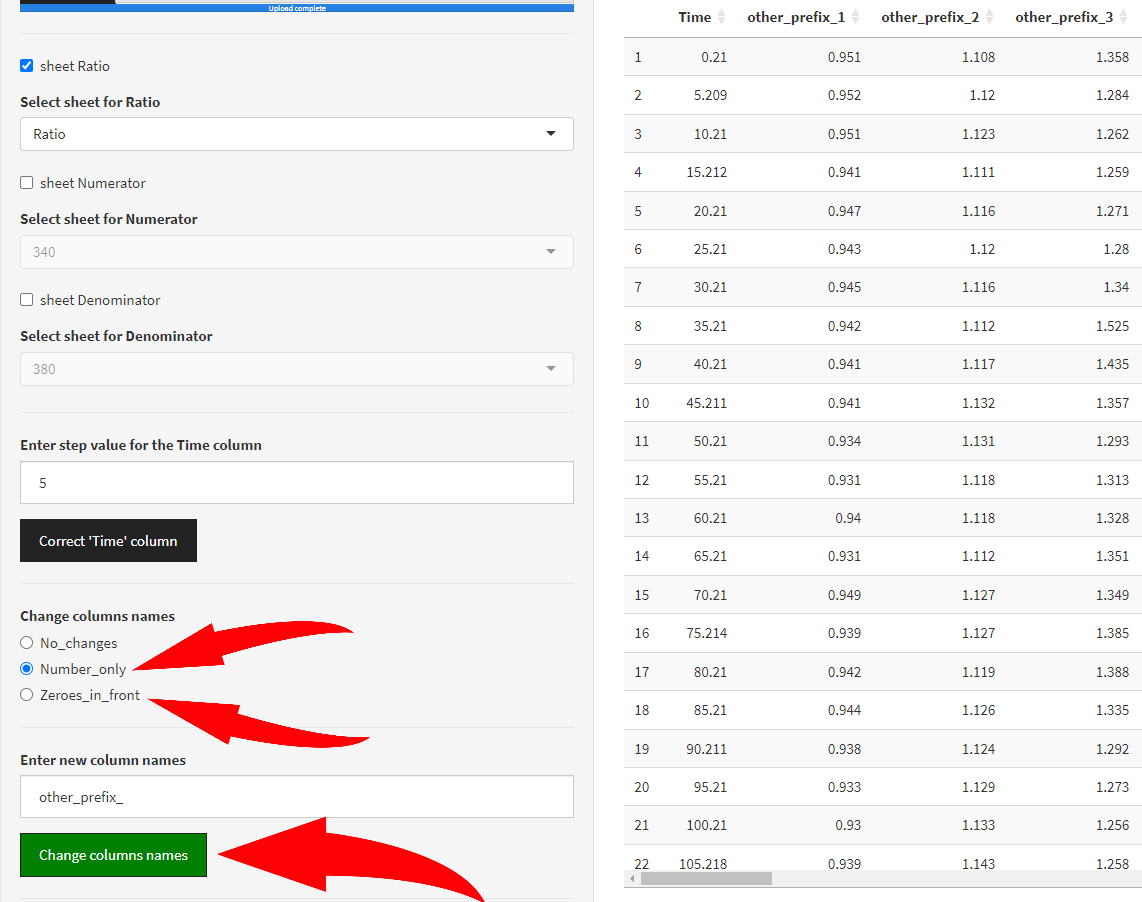 Upload complete
sheet Ratio
Select sheet for Ratio
Ratio
sheet Numerator
Select sheet for Numerator
340
sheet Denominator
Select sheet for Denominator
380
Enter step value for the Time column
5
Correct 'Time' column
Change columns names
No_changes
Number_only
Zeroes_in_front
Enter new column names
other_prefix_
Change columns names
Time other_prefix_1 other_prefix_2 other_prefix_3
1 0.21 0.951 1.108 1.358
2 5.209 0.952 1.12 1.284
3 10.21 0.951 1.123 1.262
4 15.212 0.941 1.111 1.259
5 20.21 0.947 1.116 1.271
6 25.21 0.943 1.12 1.28
7 30.21 0.945 1.116 1.34
8 35.21 0.942 1.112 1.525
9 40.21 0.941 1.117 1.435
10 45.211 0.941 1.132 1.357
11 50.21 0.934 1.131 1.293
12 55.21 0.931 1.118 1.313
13 60.21 0.94 1.118 1.328
14 65.21 0.931 1.112 1.351
15 70.21 0.949 1.127 1.349
16 75.214 0.939 1.127 1.385
17 80.21 0.942 1.119 1.388
18 85.21 0.944 1.126 1.335
19 90.211 0.938 1.124 1.292
20 95.21 0.933 1.129 1.273
21 100.21 0.93 1.133 1.256
22 105.218 0.939 1.143 1.258